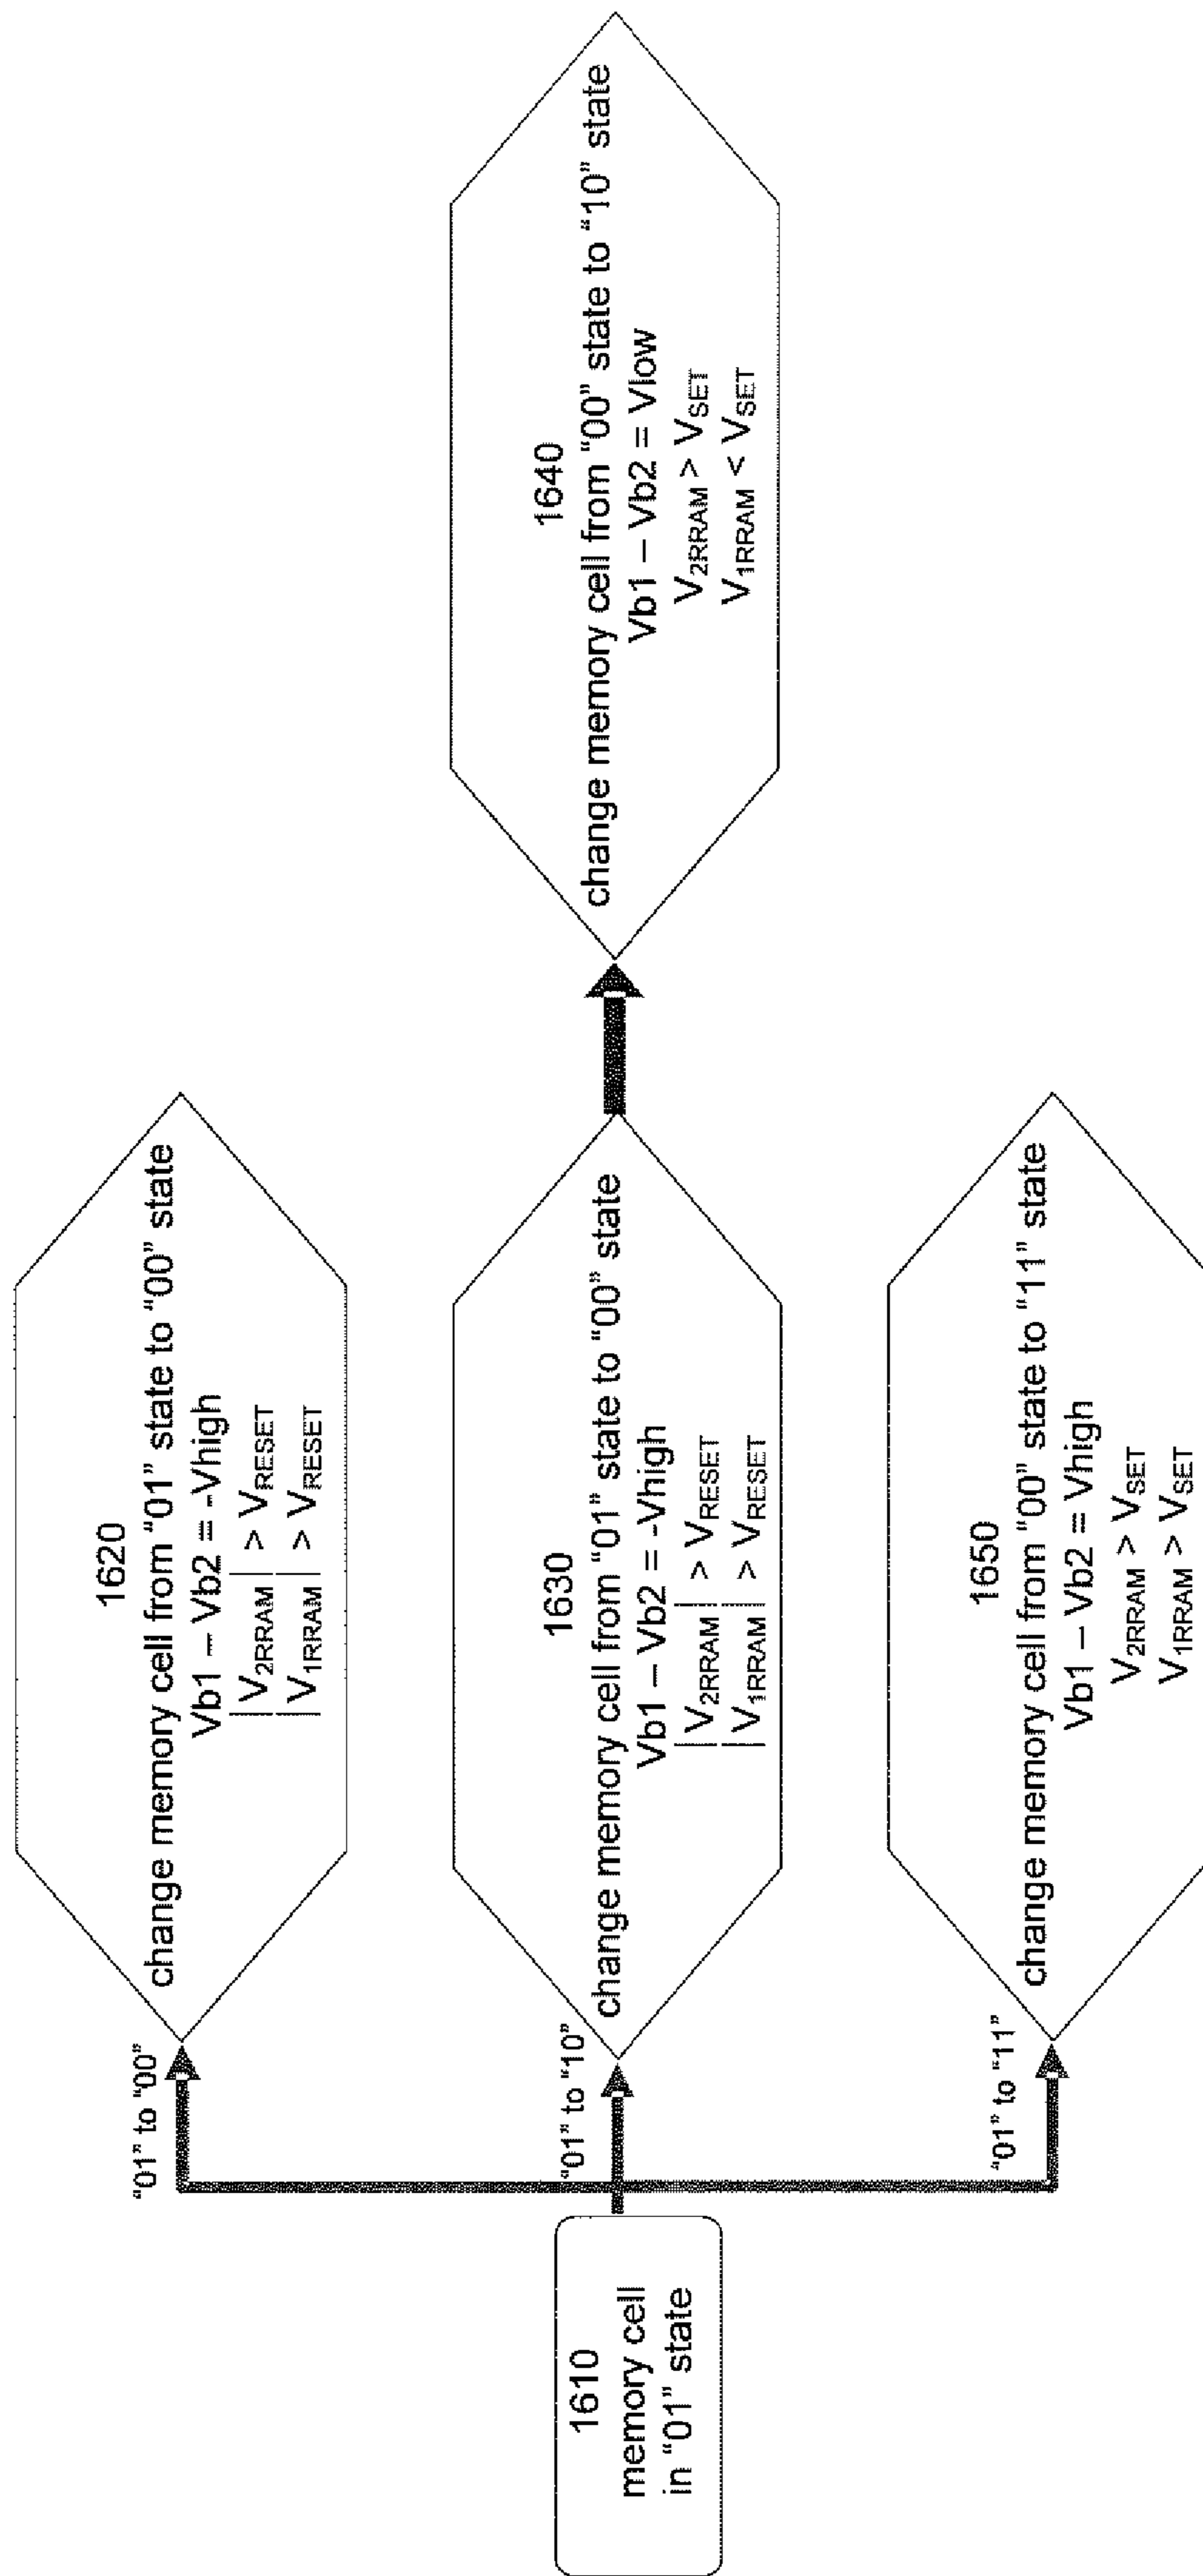 1610
memory cell
in “01” state
“01” to “00”
1620
change memory cell from “01” state to “00” state
Vb1 – Vb2 = -Vhigh
|V2RRAM| > VRESET
|V1RRAM| > VRESET
“01” to “10”
1630
change memory cell from “01” state to “00” state
Vb1 – Vb2 = -Vhigh
|V2RRAM| > VRESET
|V1RRAM| > VRESET
1640
change memory cell from “00” state to “10” state
Vb1 – Vb2 = Vlow
V2RRAM > VSET
V1RRAM < VSET
“01” to “11”
1650
change memory cell from “00” state to “11” state
Vb1 – Vb2 = Vhigh
V2RRAM > VSET
V1RRAM > VSET